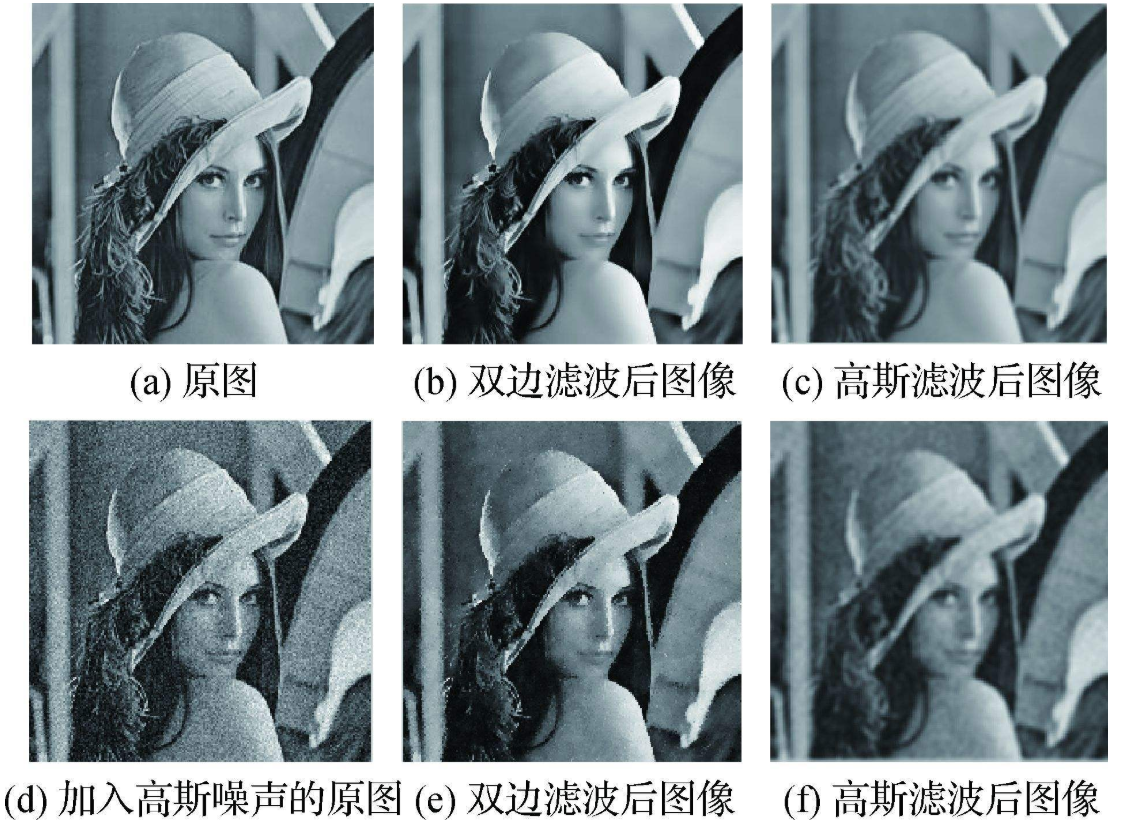 (a) 原图
(b) 双边滤波后图像
(c) 高斯滤波后图像
(d) 加入高斯噪声的原图
(e) 双边滤波后图像
(f) 高斯滤波后图像